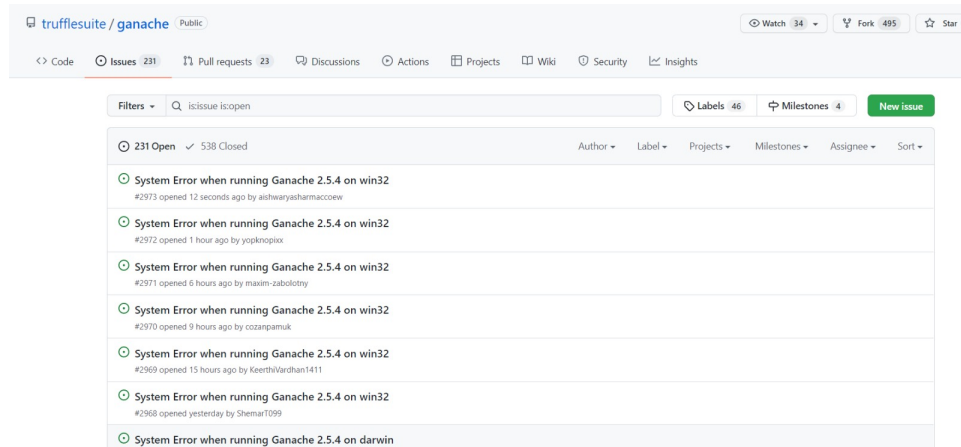 trufflesuite / ganache Public
Watch 34 Fork 495 Star
Code Issues 231 Pull requests 23 Discussions Actions Projects Wiki Security Insights
Filters is:issue is:open Labels 46 Milestones 4 New issue
231 Open 538 Closed Author Label Projects Milestones Assignee Sort
System Error when running Ganache 2.5.4 on win32
#2973 opened 12 seconds ago by aishwaryasharmaccoew
System Error when running Ganache 2.5.4 on win32
#2972 opened 1 hour ago by yopknopixx
System Error when running Ganache 2.5.4 on win32
#2971 opened 6 hours ago by maxim-zabolotny
System Error when running Ganache 2.5.4 on win32
#2970 opened 9 hours ago by cozanpamuk
System Error when running Ganache 2.5.4 on win32
#2969 opened 15 hours ago by KeerthiVardhan1411
System Error when running Ganache 2.5.4 on win32
#2968 opened yesterday by ShemarT099
System Error when running Ganache 2.5.4 on darwin